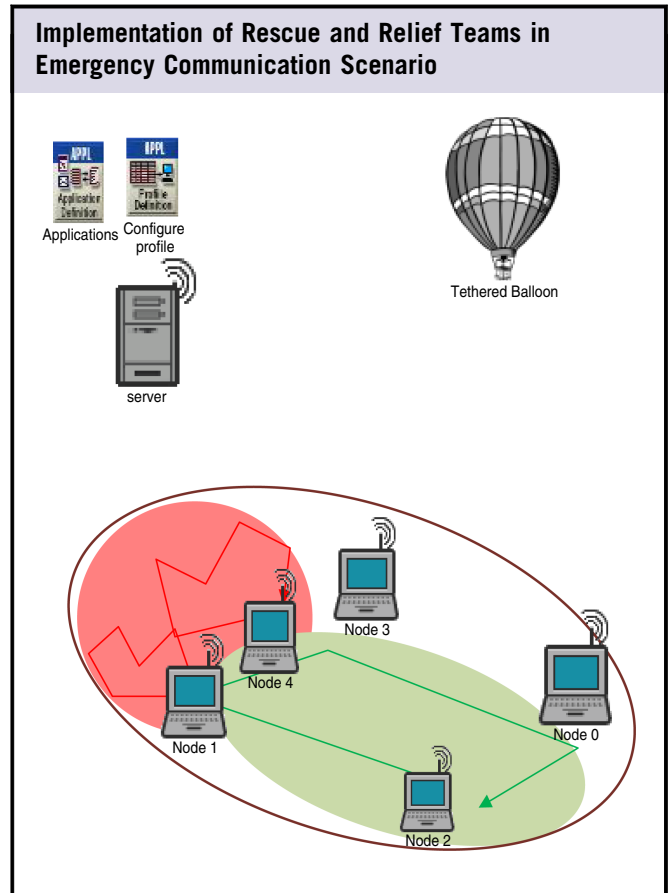 Implementation of Rescue and Relief Teams in
Emergency Communication Scenario
APPL
Application
Definition
APPL
Profile
Definition
Applications
Configure
profile
Tethered Balloon
server
Node 3
Node 4
Node 0
Node 1
Node 2